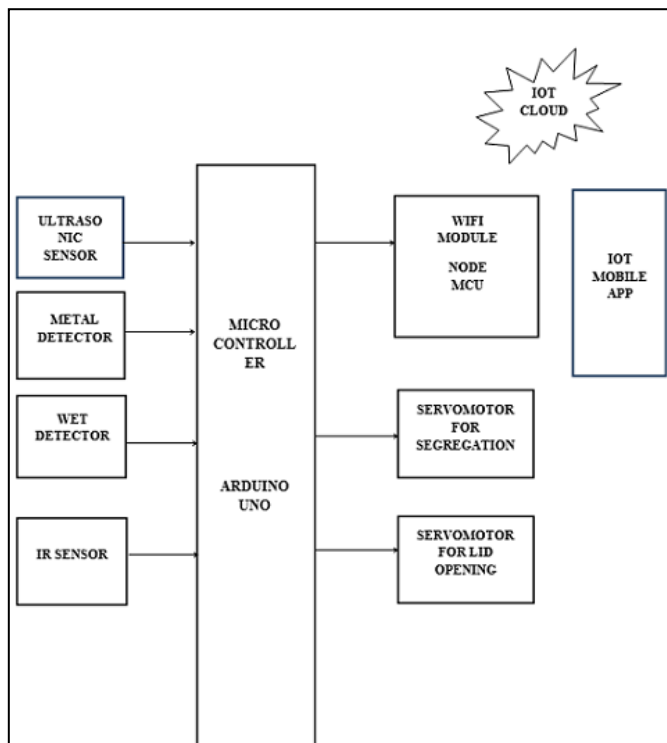 IOT
CLOUD
ULTRASO
NIC
SENSOR
METAL
DETECTOR
WET
DETECTOR
IR SENSOR
MICRO
CONTROLL
ER
ARDUINO
UNO
WIFI
MODULE
NODE
MCU
IOT
MOBILE
APP
SERVOMOTOR
FOR
SEGREGATION
SERVOMOTOR
FOR LID
OPENING